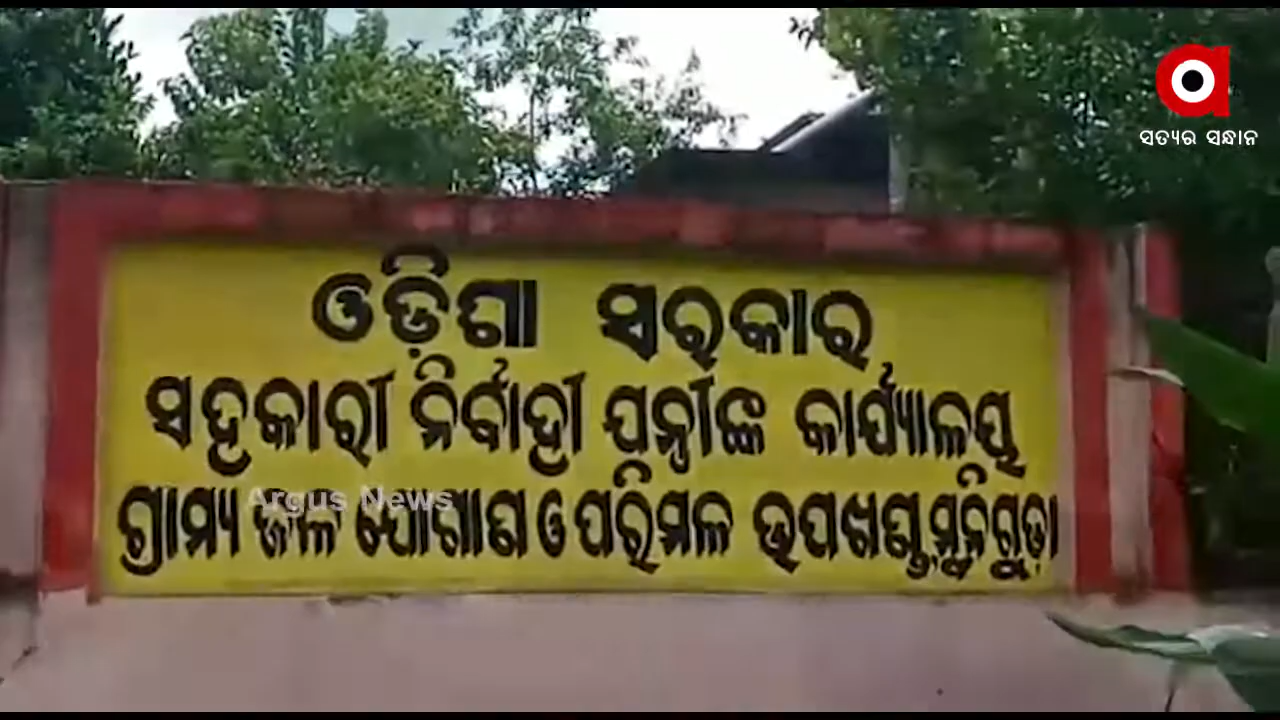 ସତ୍ୟର ସନ୍ଧାନ
ଓଡ଼ିଶା ସରକାର
ସହକାରୀ ନିର୍ବାହୀ ଯନ୍ତ୍ରୀଙ୍କ କାର୍ଯ୍ୟାଳୟ
ଗ୍ରାମ୍ୟ ଜଳ ଯୋଗାଣ ଓ ପରିମଳ ଉପଖଣ୍ଡ, ମୁନିଗୁଡ଼ା
Argus News